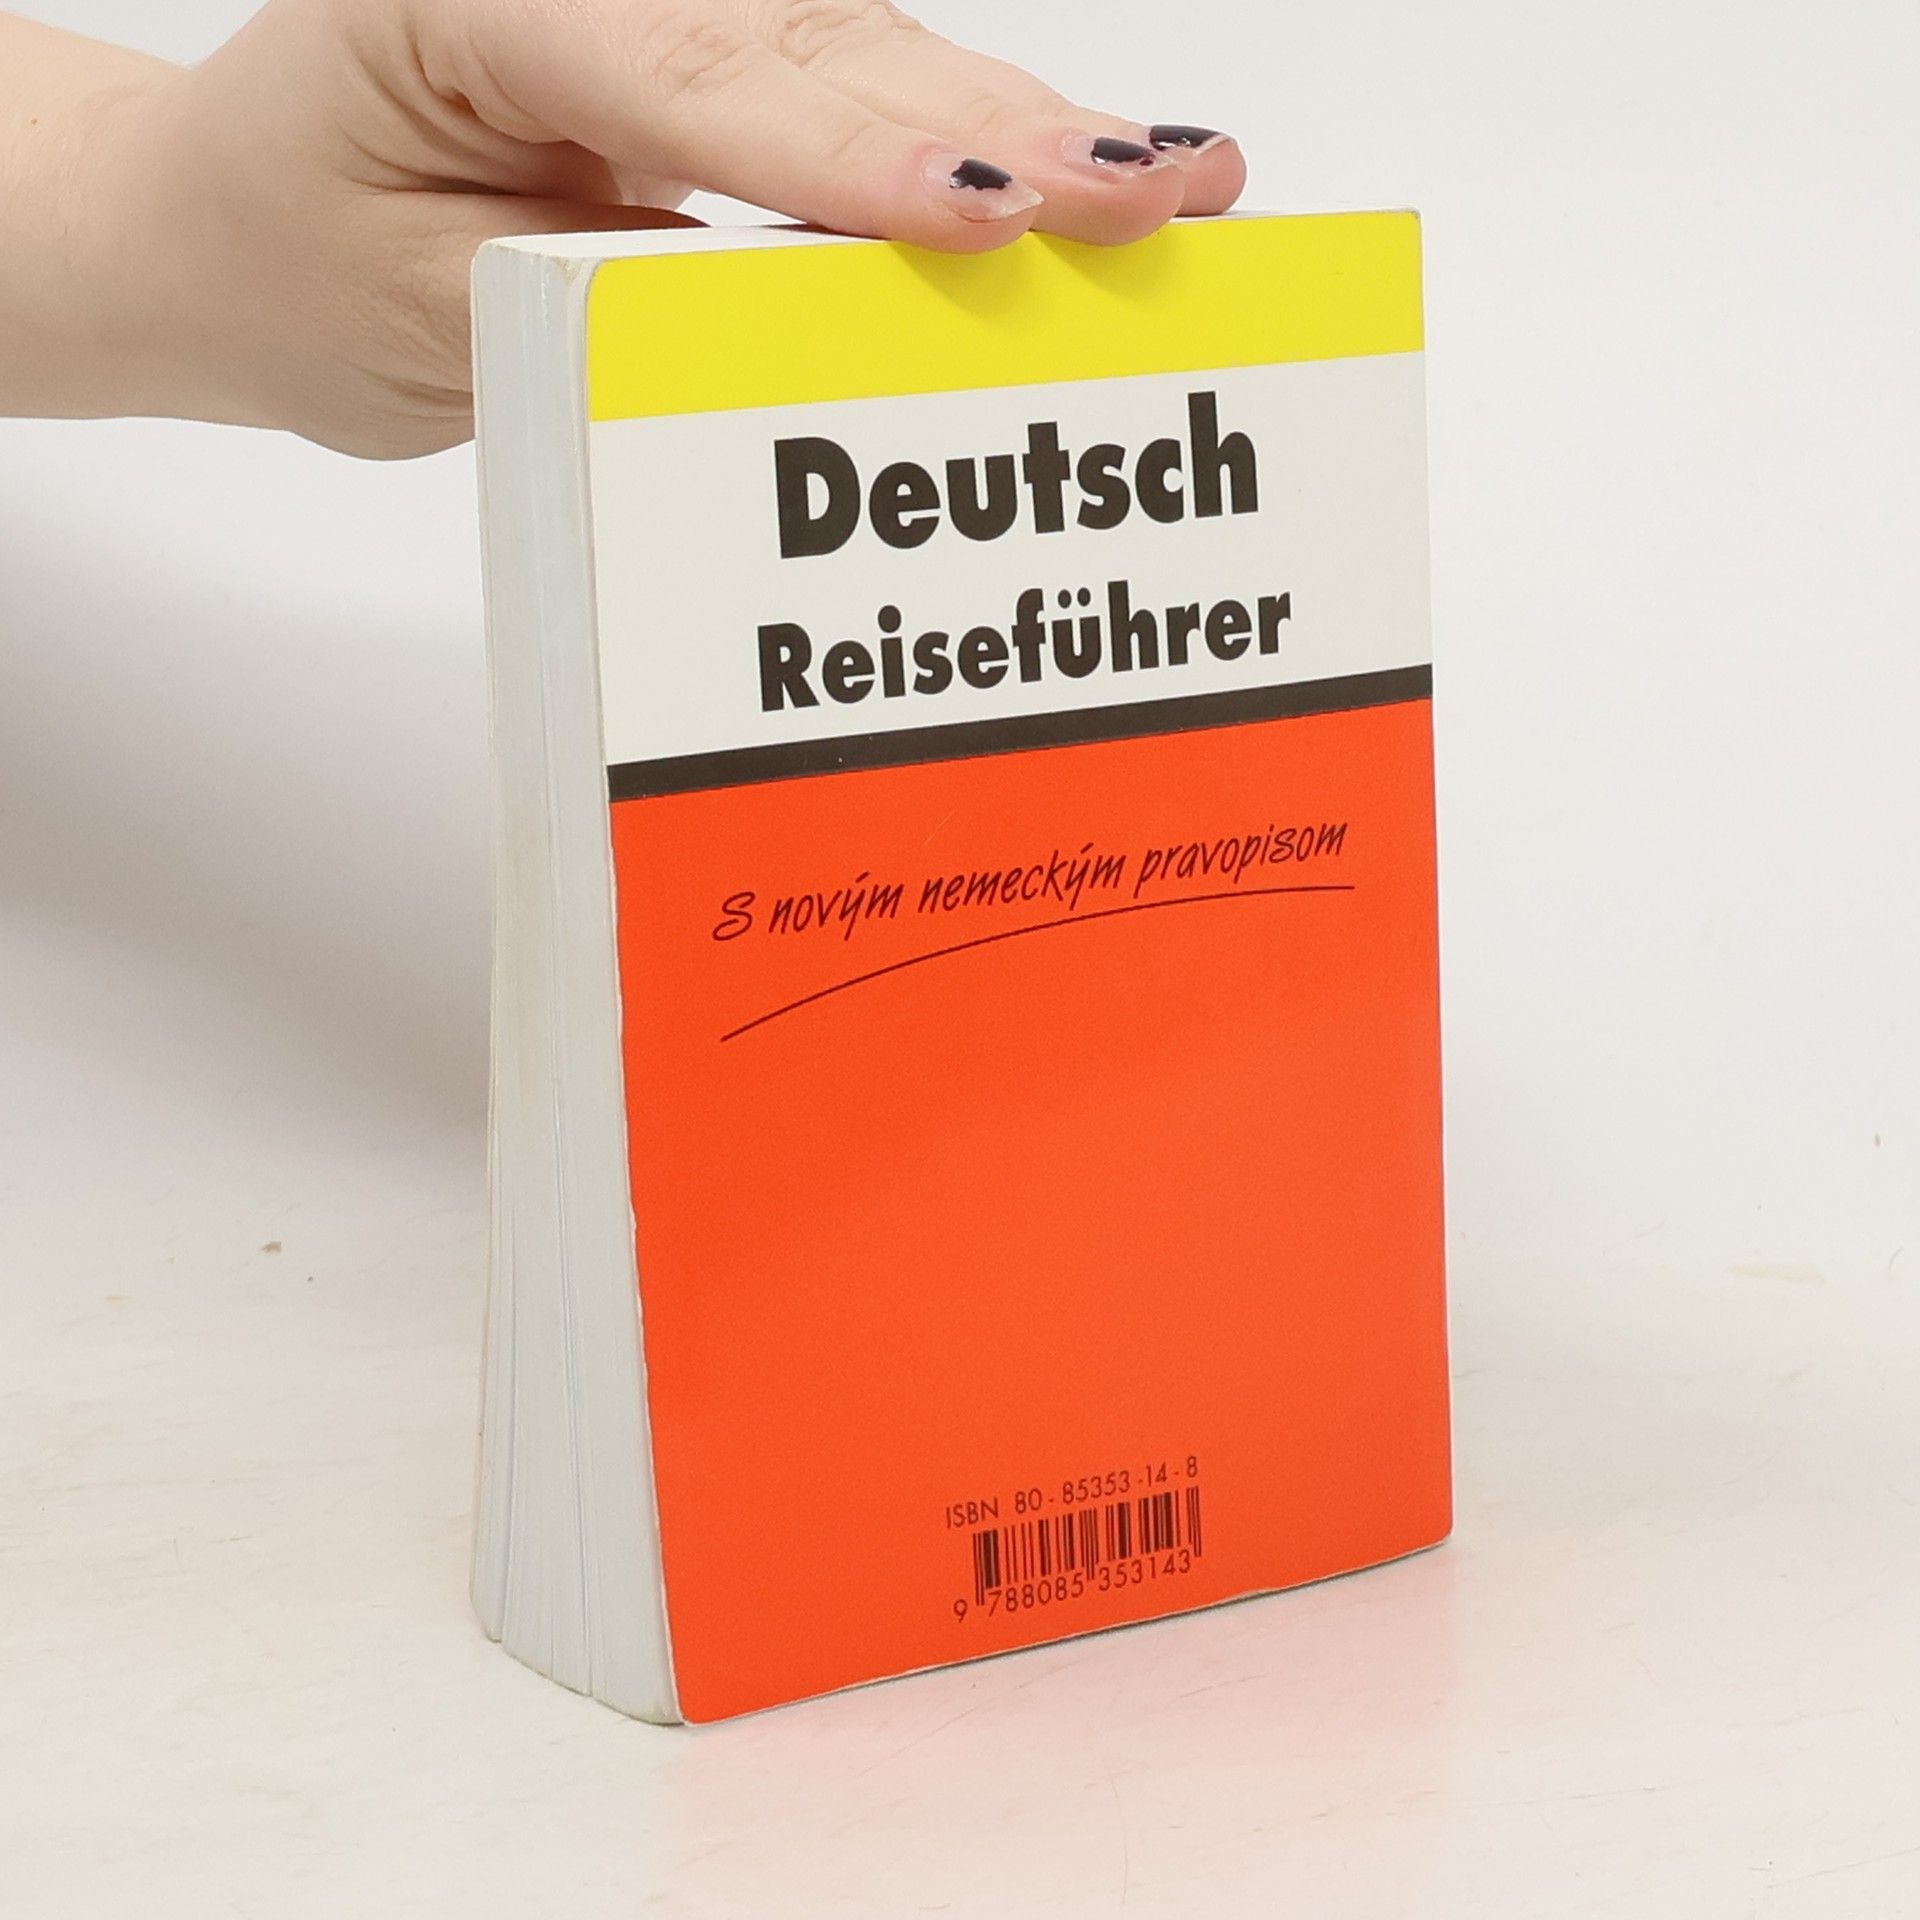 Deutsch
Reiseführer
S novým nemeckým pravopisom
ISBN 80-85353-14-8
9 788085 353143